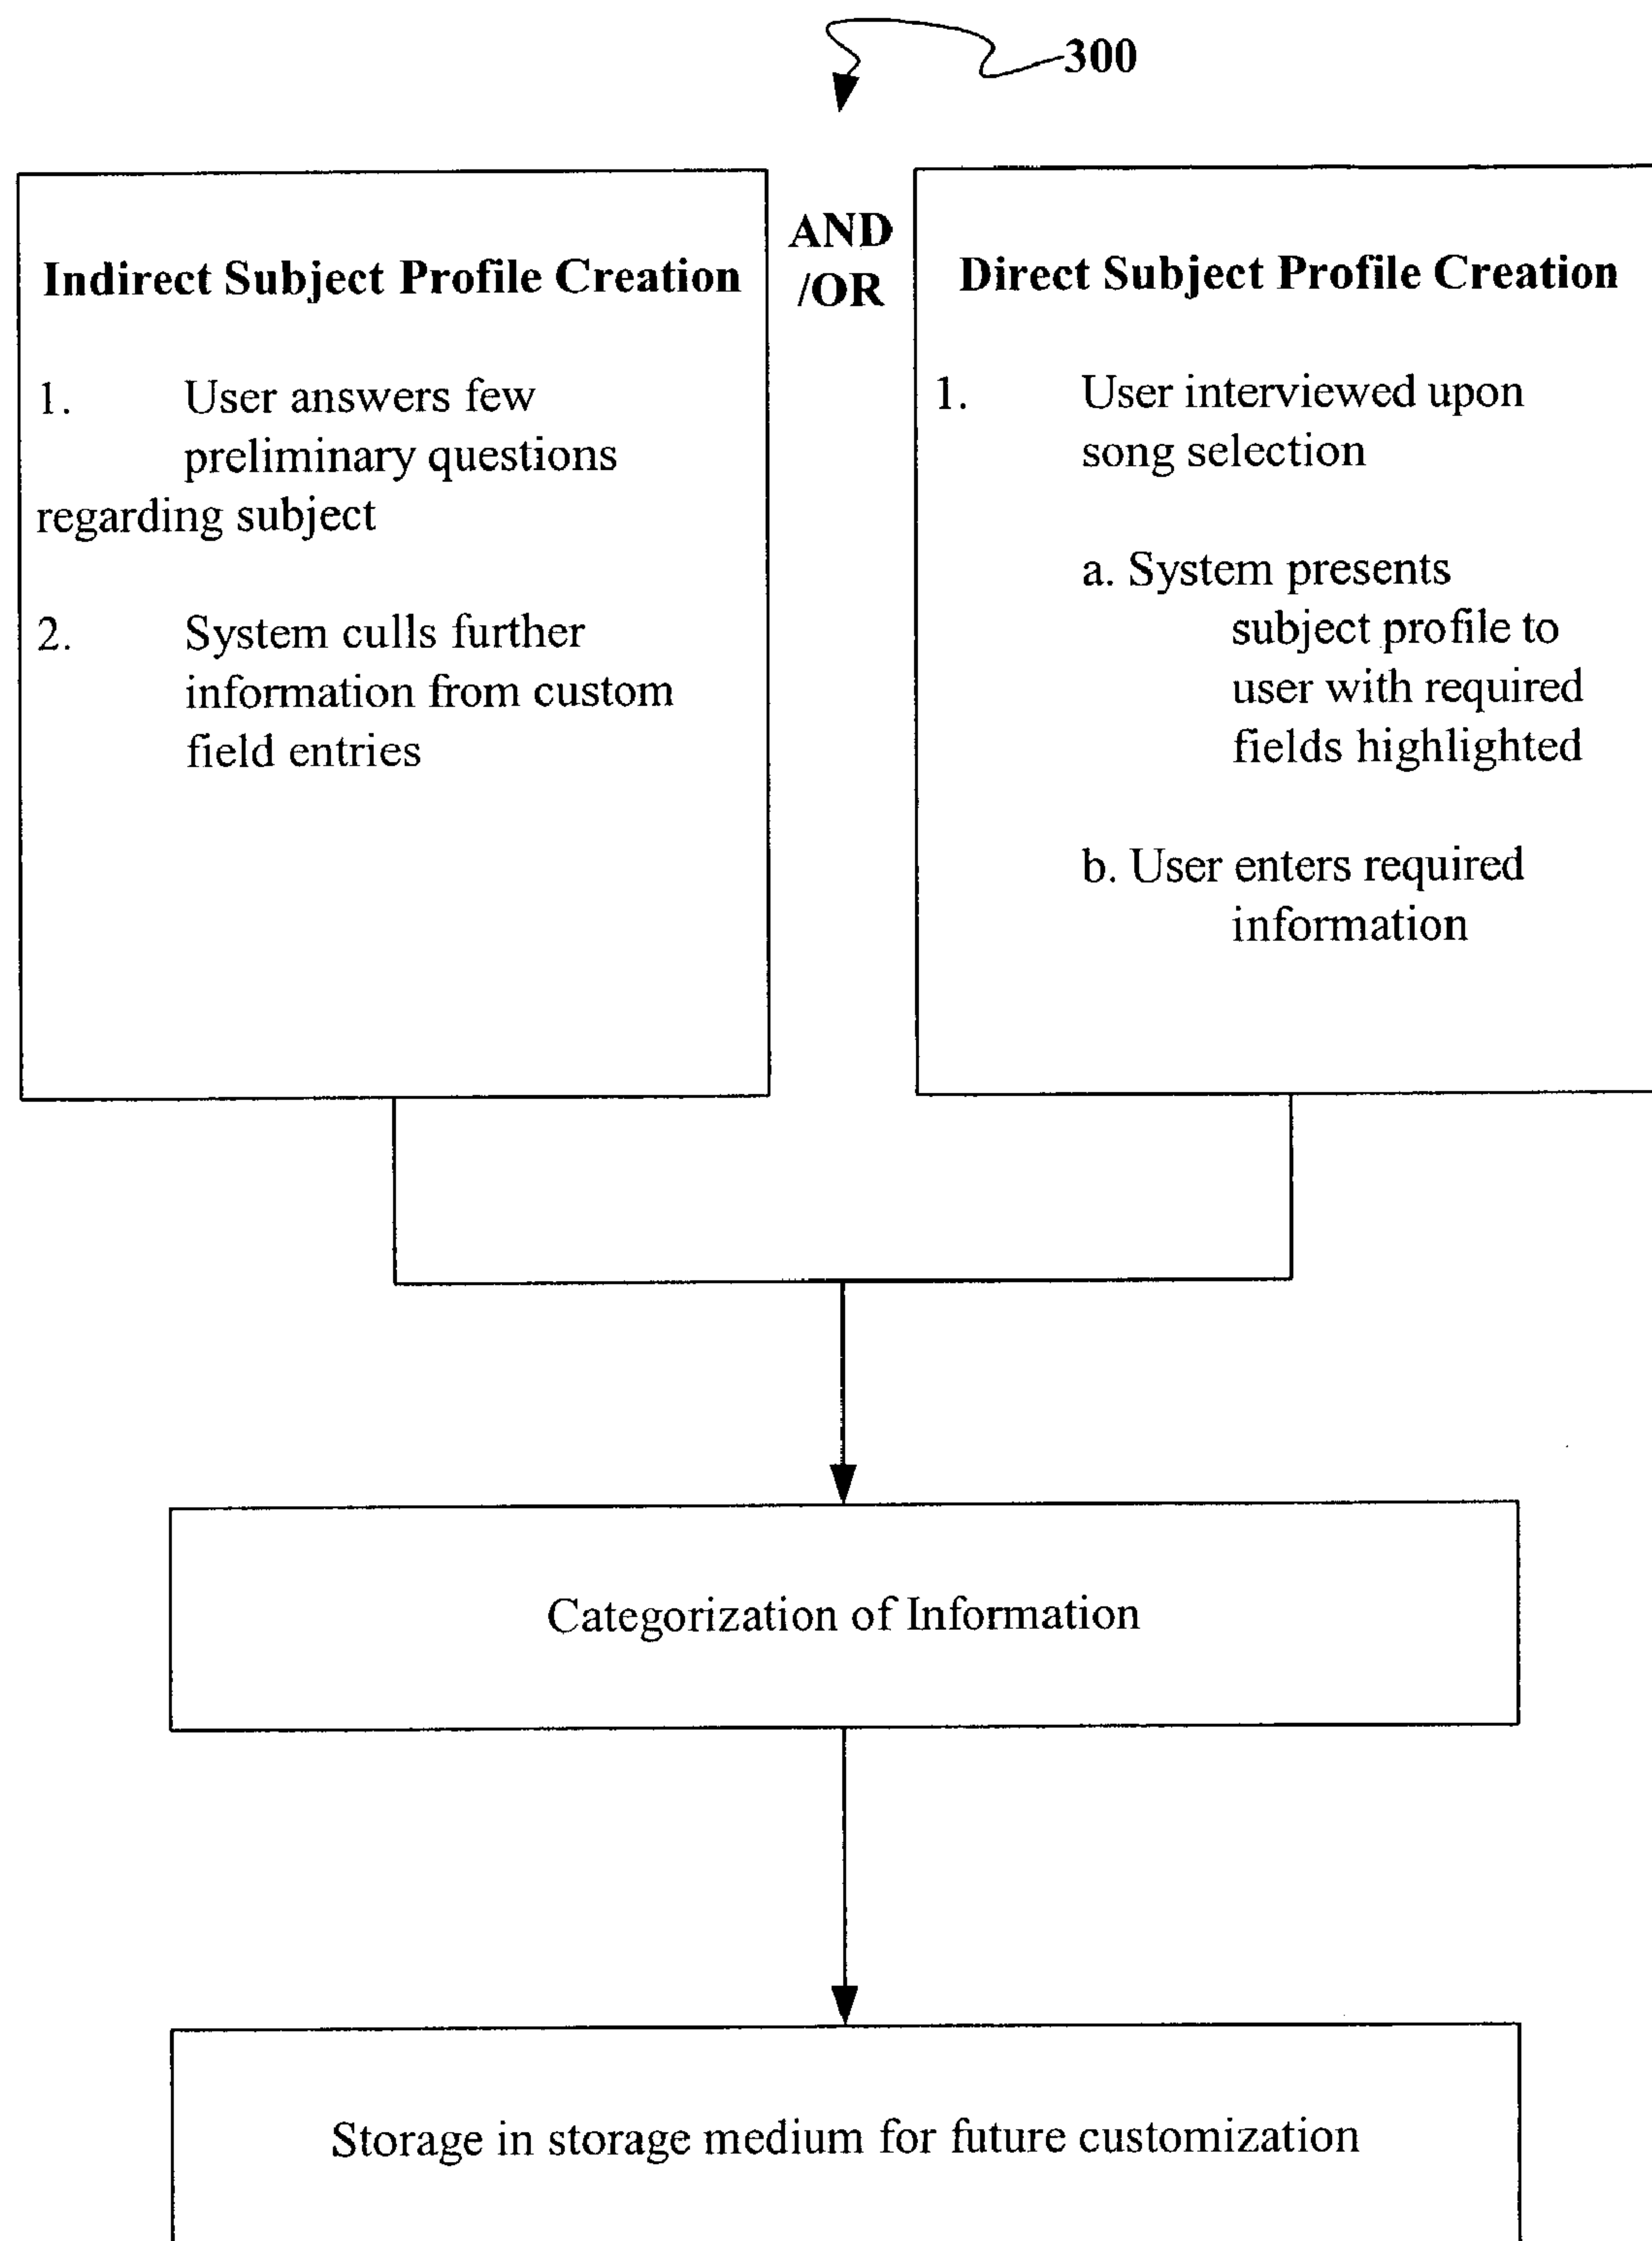 300
Indirect Subject Profile Creation
1. User answers few
preliminary questions
regarding subject
2. System culls further
information from custom
field entries
AND
/OR
Direct Subject Profile Creation
1. User interviewed upon
song selection
a. System presents
subject profile to
user with required
fields highlighted
b. User enters required
information
Categorization of Information
Storage in storage medium for future customization